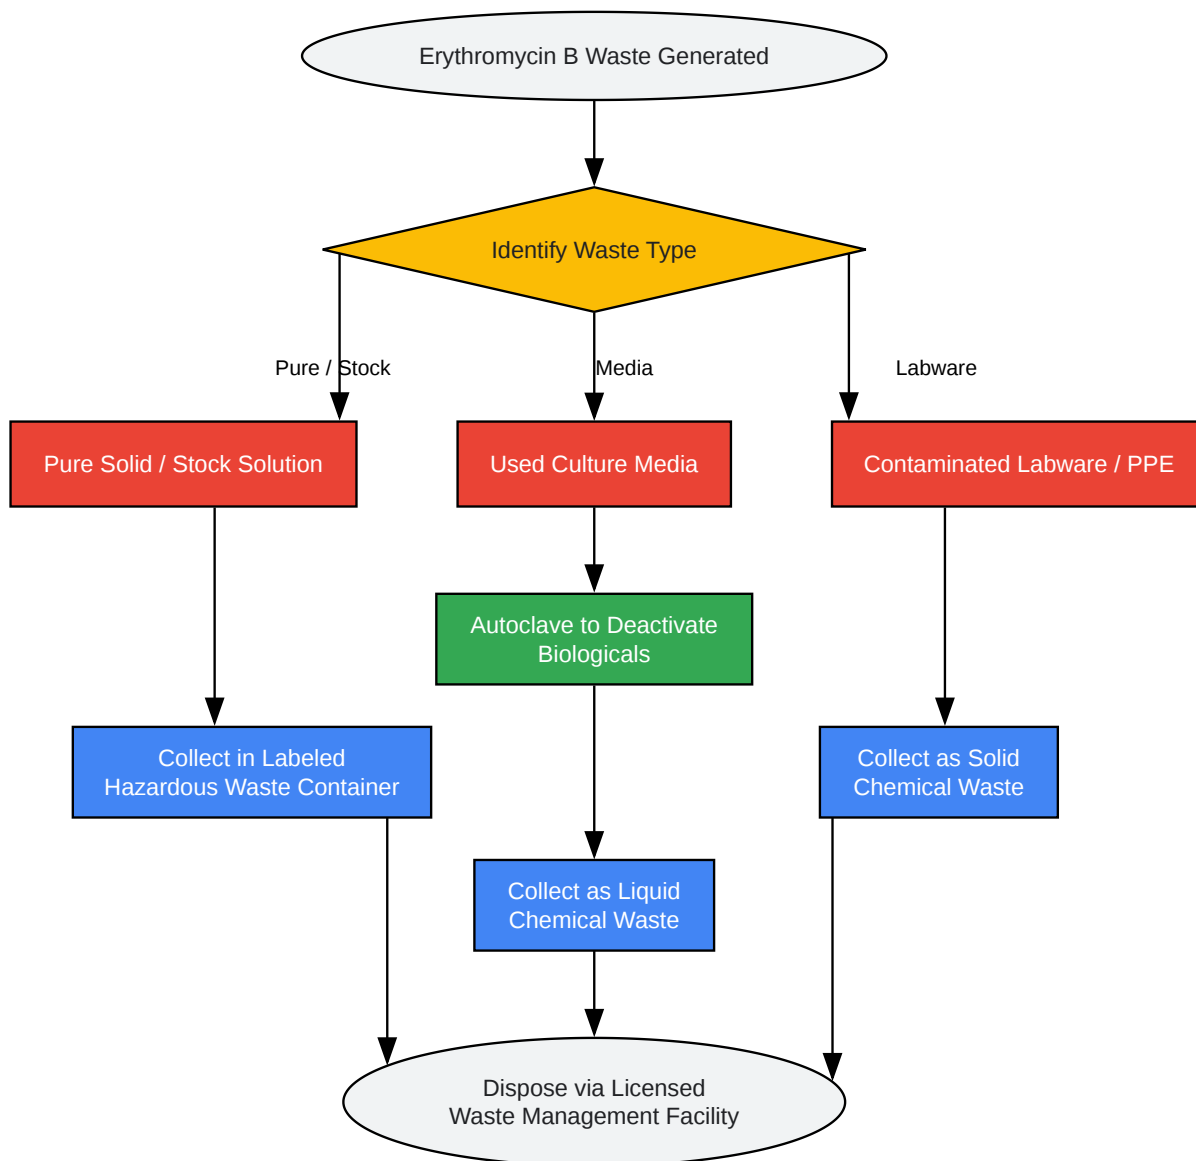 Erythromycin B Waste Generated
Identify Waste Type
Pure / Stock
Media
Labware
Pure Solid / Stock Solution
Used Culture Media
Contaminated Labware / PPE
Autoclave to Deactivate
Biologicals
Collect in Labeled
Hazardous Waste Container
Collect as Solid
Chemical Waste
Collect as Liquid
Chemical Waste
Dispose via Licensed
Waste Management Facility